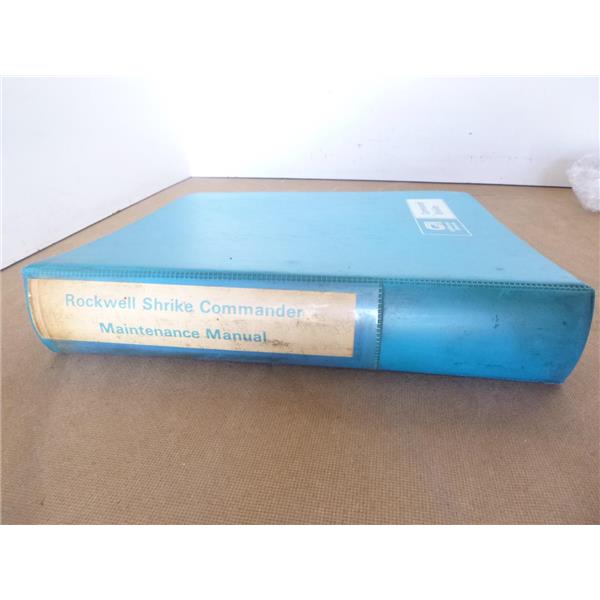 Rockwell Shrike Commander
Maintenance Manual